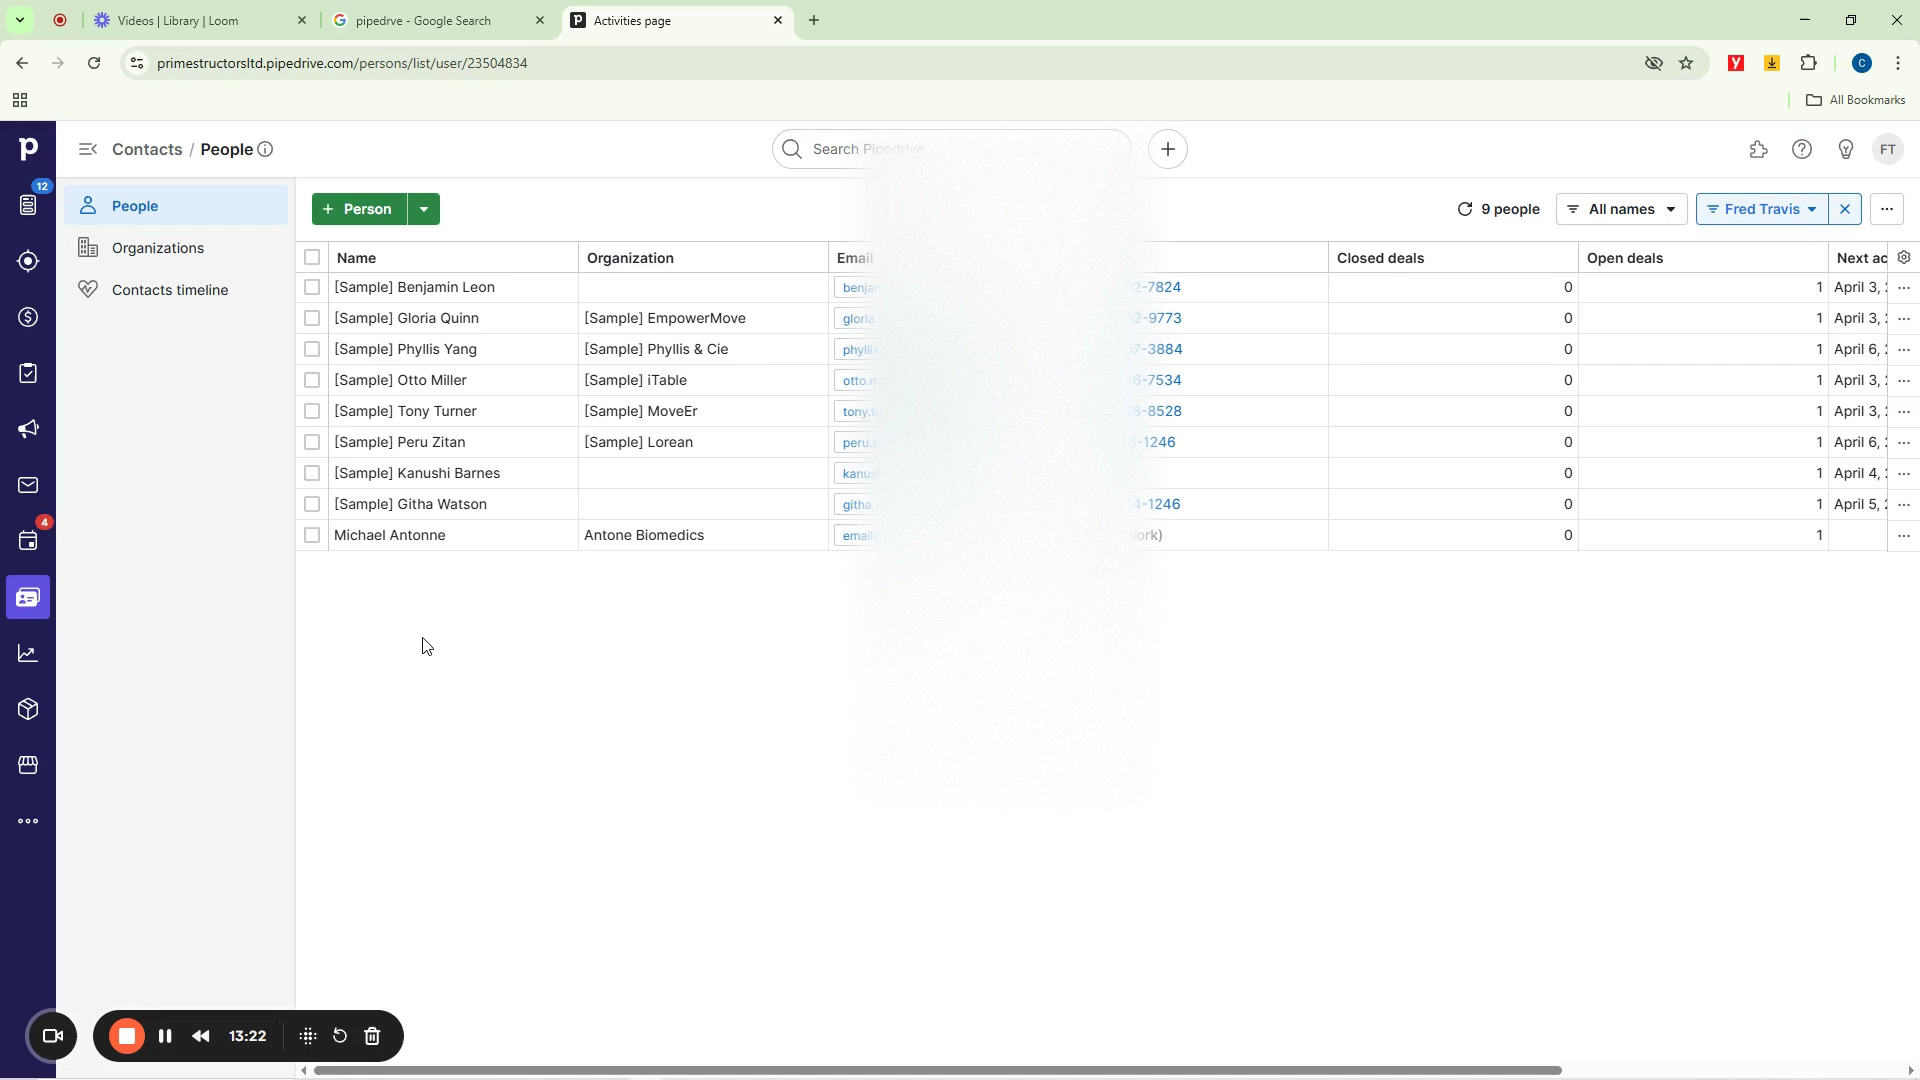 Videos | Library | Loom
pipedrve - Google Search
Activities page
primestructorsltd.pipedrive.com/persons/list/user/23504834
y
C
All Bookmarks
p
Contacts / People
Search Pipedrive
FT
12
4
People
Organizations
Contacts timeline
+ Person
9 people
All names
Fred Travis
Name Organization Email Closed deals Open deals Next ac
[Sample] Benjamin Leon 2-7824 0 1 April 3,
[Sample] Gloria Quinn [Sample] EmpowerMove gloria 2-9773 0 1 April 3,
[Sample] Phyllis Yang [Sample] Phyllis & Cie phyllis 7-3884 0 1 April 6,
[Sample] Otto Miller [Sample] iTable otto.m 6-7534 0 1 April 3,
[Sample] Tony Turner [Sample] MoveEr tony.t 8-8528 0 1 April 3,
[Sample] Peru Zitan [Sample] Lorean peru. -1246 0 1 April 6,
[Sample] Kanushi Barnes kanus 0 1 April 4,
[Sample] Githa Watson githa. 4-1246 0 1 April 5,
Michael Antonne Antone Biomedics email ork) 0 1
13:22